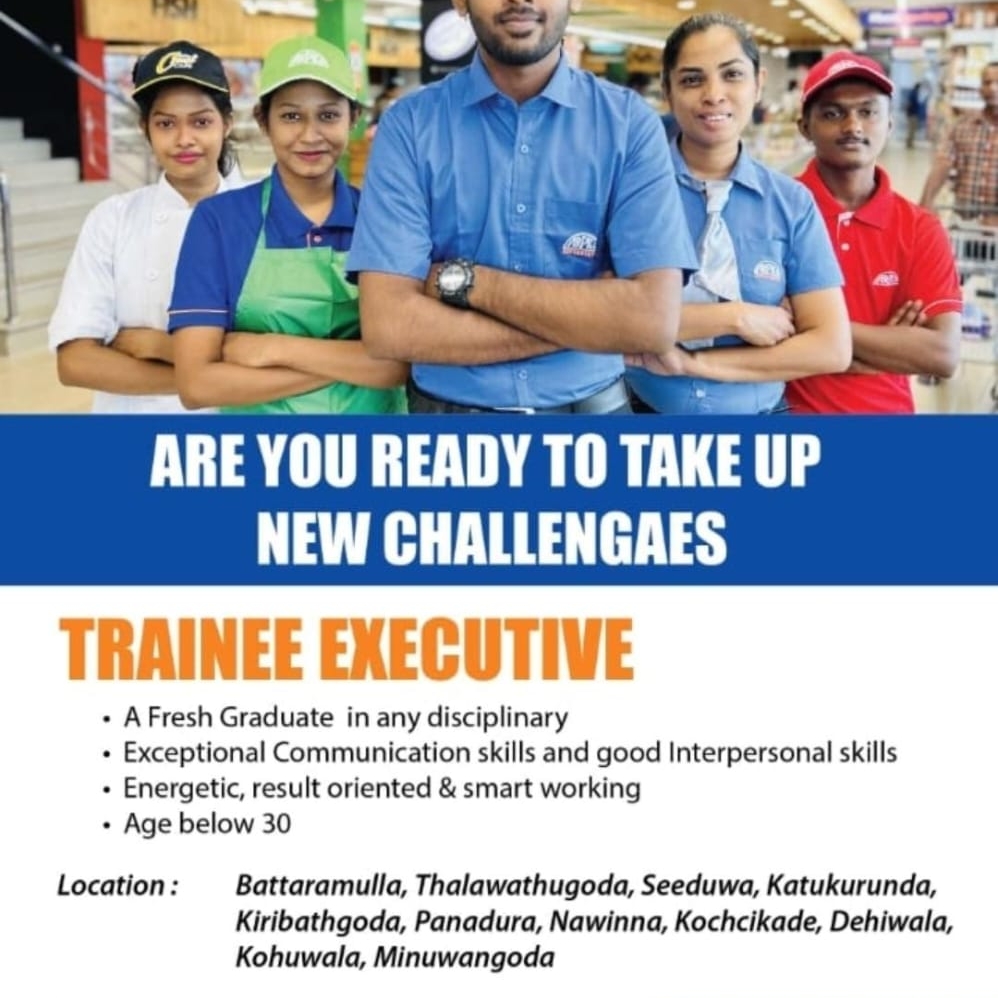 FISH
ARE YOU READY TO TAKE UP
NEW CHALLENGAES
TRAINEE EXECUTIVE
• A Fresh Graduate in any disciplinary
• Exceptional Communication skills and good Interpersonal skills
• Energetic, result oriented & smart working
• Age below 30
Location : Battaramulla, Thalawathugoda, Seeduwa, Katukurunda,
Kiribathgoda, Panadura, Nawinna, Kochcikade, Dehiwala,
Kohuwala, Minuwangoda